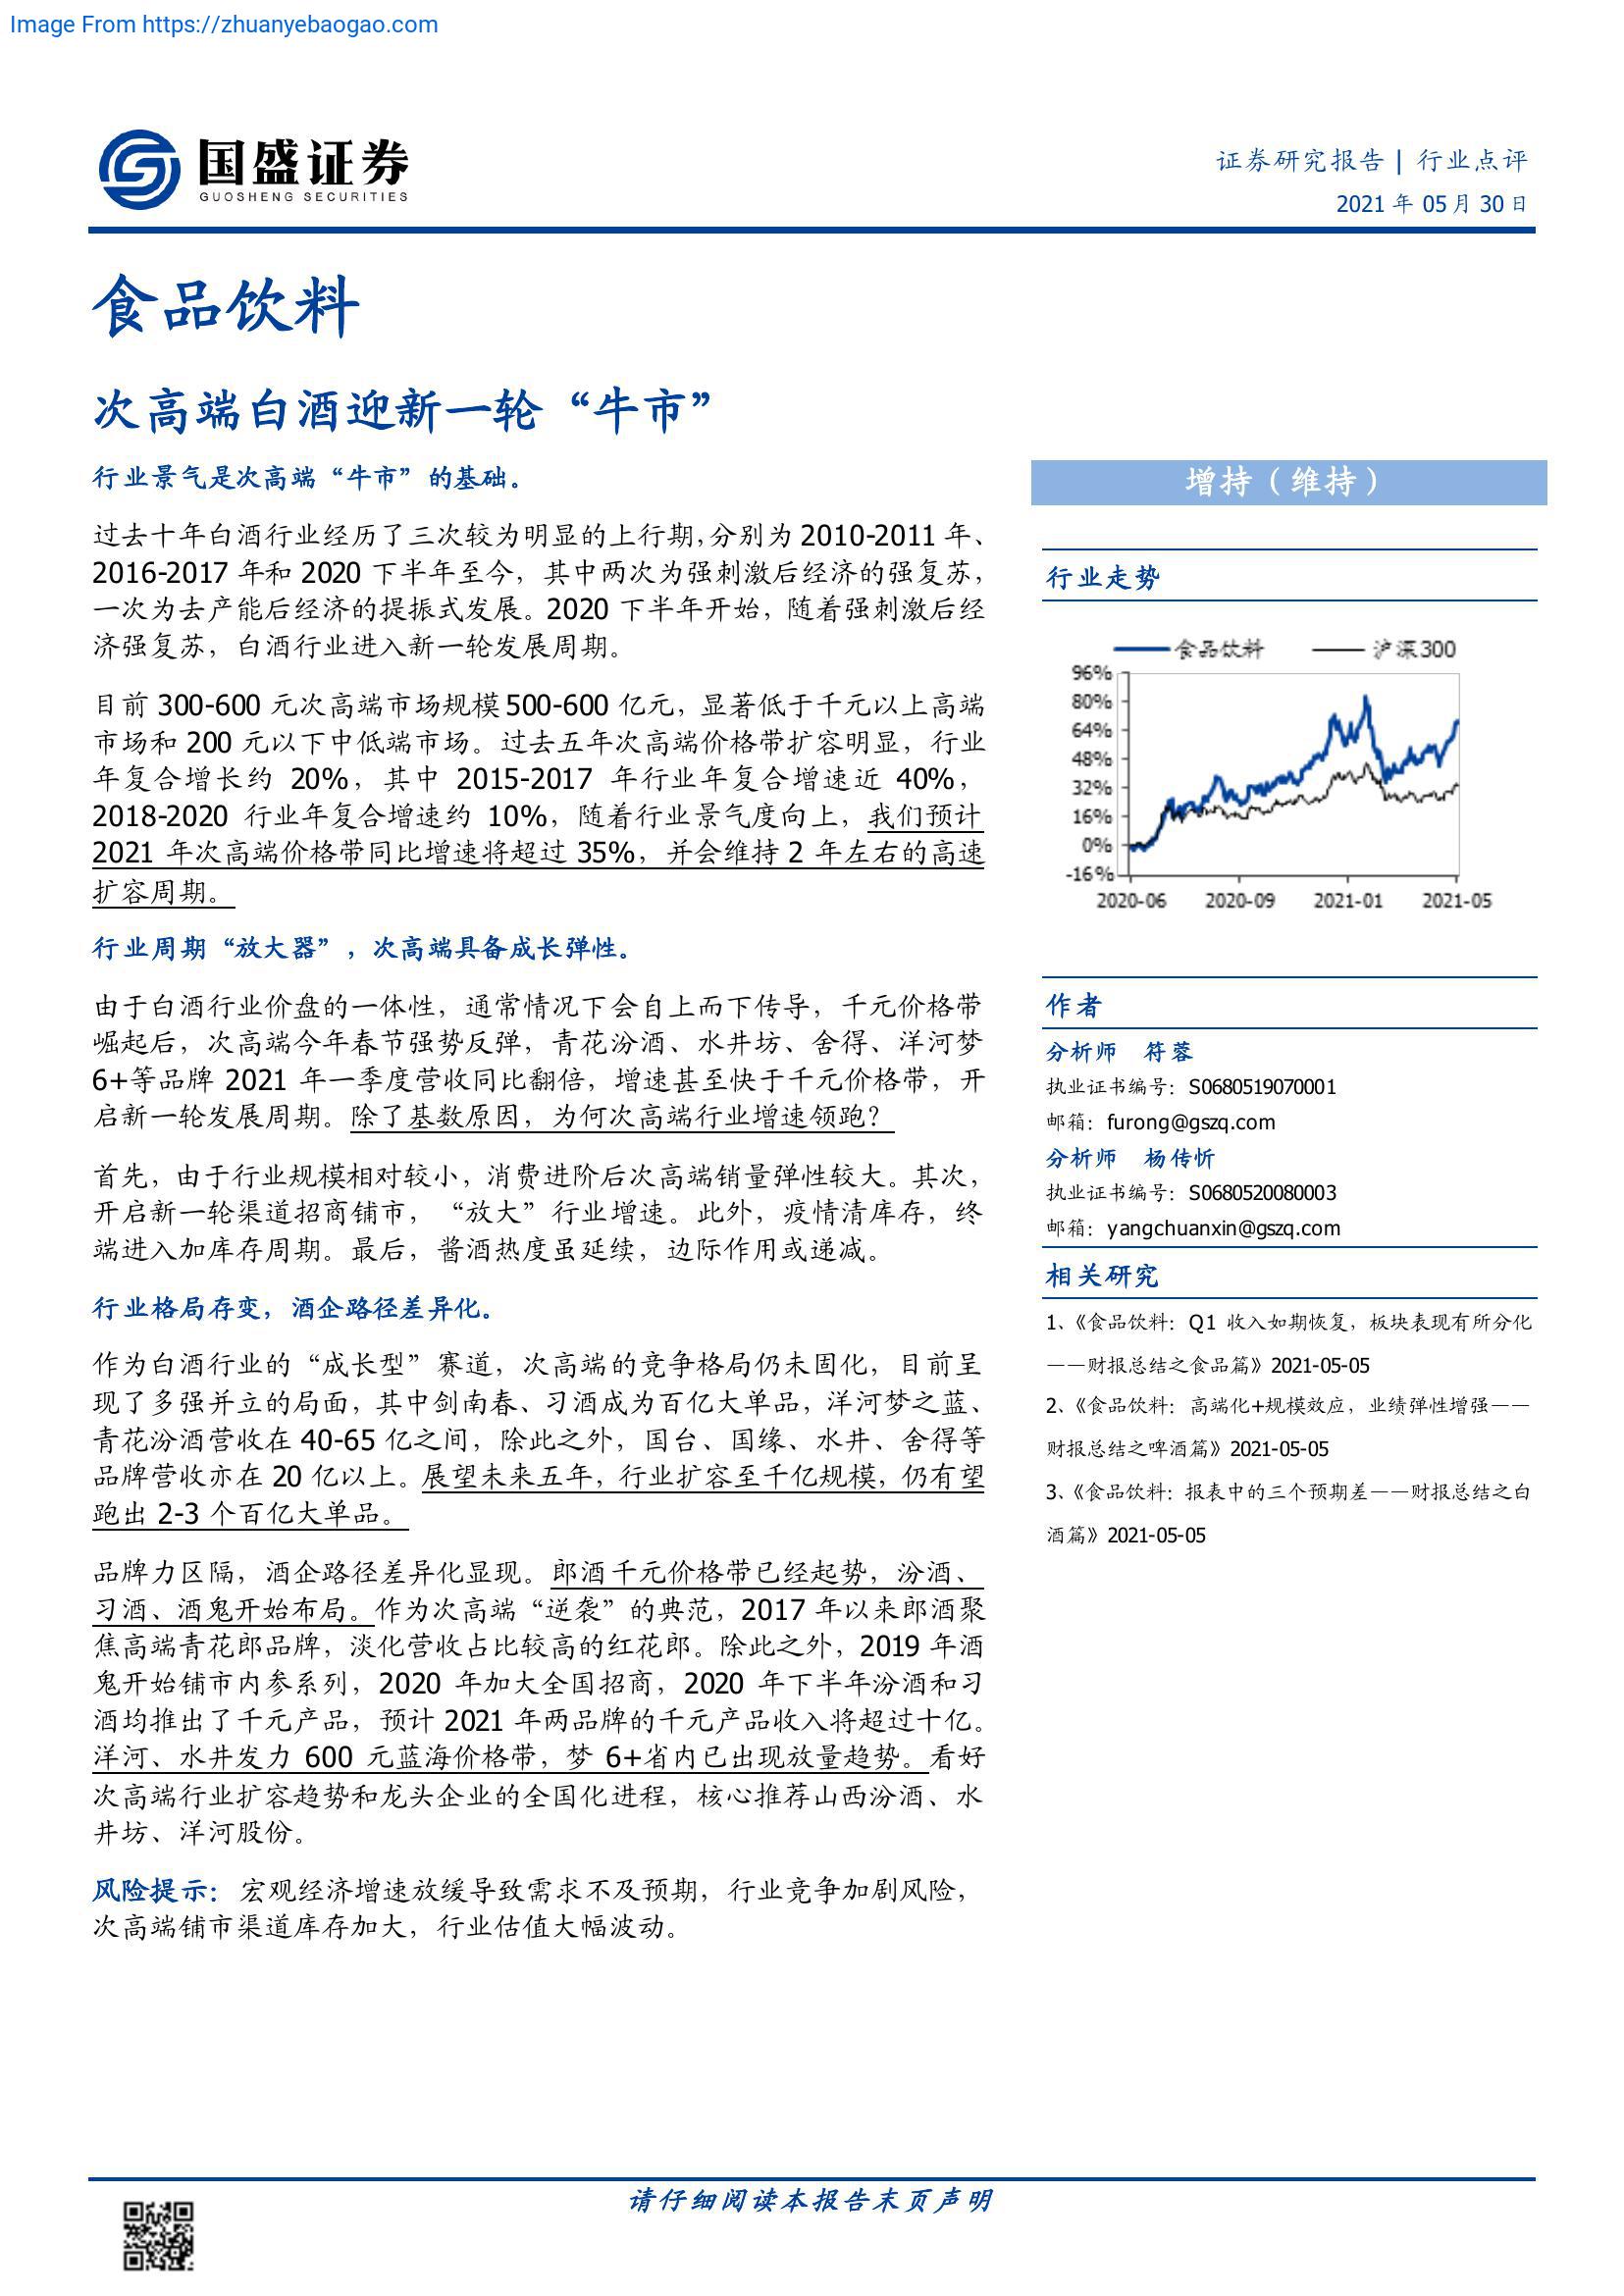 Image From https://zhuanyebaogao.com
国盛证券
GUOSHENG SECURITIES
证券研究报告 | 行业点评
2021 年 05 月 30 日
食品饮料
次高端白酒迎新一轮“牛市”
行业景气是次高端“牛市”的基础。
过去十年白酒行业经历了三次较为明显的上行期，分别为 2010-2011 年、
2016-2017 年和 2020 下半年至今，其中两次为强刺激后经济的强复苏，
一次为去产能后经济的提振式发展。2020 下半年开始，随着强刺激后经
济强复苏，白酒行业进入新一轮发展周期。
目前 300-600 元次高端市场规模 500-600 亿元，显著低于千元以上高端
市场和 200 元以下中低端市场。过去五年次高端价格带扩容明显，行业
年复合增长约 20%，其中 2015-2017 年行业年复合增速近 40%，
2018-2020 行业年复合增速约 10%，随着行业景气度向上，我们预计
2021 年次高端价格带同比增速将超过 35%，并会维持 2 年左右的高速
扩容周期。
行业周期“放大器”，次高端具备成长弹性。
由于白酒行业价盘的一体性，通常情况下会自上而下传导，千元价格带
崛起后，次高端今年春节强势反弹，青花汾酒、水井坊、舍得、洋河梦
6+等品牌 2021 年一季度营收同比翻倍，增速甚至快于千元价格带，开
启新一轮发展周期。除了基数原因，为何次高端行业增速领跑？
首先，由于行业规模相对较小，消费进阶后次高端销量弹性较大。其次，
开启新一轮渠道招商铺市，“放大”行业增速。此外，疫情清库存，终
端进入加库存周期。最后，酱酒热度虽延续，边际作用或递减。
行业格局存变，酒企路径差异化。
作为白酒行业的“成长型”赛道，次高端的竞争格局仍未固化，目前呈
现了多强并立的局面，其中剑南春、习酒成为百亿大单品，洋河梦之蓝、
青花汾酒营收在 40-65 亿之间，除此之外，国台、国缘、水井、舍得等
品牌营收亦在 20 亿以上。展望未来五年，行业扩容至千亿规模，仍有望
跑出 2-3 个百亿大单品。
品牌力区隔，酒企路径差异化显现。郎酒千元价格带已经起势，汾酒、
习酒、酒鬼开始布局。作为次高端“逆袭”的典范，2017 年以来郎酒聚
焦高端青花郎品牌，淡化营收占比较高的红花郎。除此之外，2019 年酒
鬼开始铺市内参系列，2020 年加大全国招商，2020 年下半年汾酒和习
酒均推出了千元产品，预计 2021 年两品牌的千元产品收入将超过十亿。
洋河、水井发力 600 元蓝海价格带，梦 6+省内已出现放量趋势。看好
次高端行业扩容趋势和龙头企业的全国化进程，核心推荐山西汾酒、水
井坊、洋河股份。
风险提示：宏观经济增速放缓导致需求不及预期，行业竞争加剧风险，
次高端铺市渠道库存加大，行业估值大幅波动。
增持（维持）
行业走势
食品饮料 沪深300
96%
80%
64%
48%
32%
16%
0%
-16%
2020-06 2020-09 2021-01 2021-05
作者
分析师 符蓉
执业证书编号：S0680519070001
邮箱：furong@gszq.com
分析师 杨传忻
执业证书编号：S0680520080003
邮箱：yangchuanxin@gszq.com
相关研究
1、《食品饮料：Q1 收入如期恢复，板块表现有所分化
——财报总结之食品篇》2021-05-05
2、《食品饮料：高端化+规模效应，业绩弹性增强——
财报总结之啤酒篇》2021-05-05
3、《食品饮料：报表中的三个预期差——财报总结之白
酒篇》2021-05-05
请仔细阅读本报告末页声明